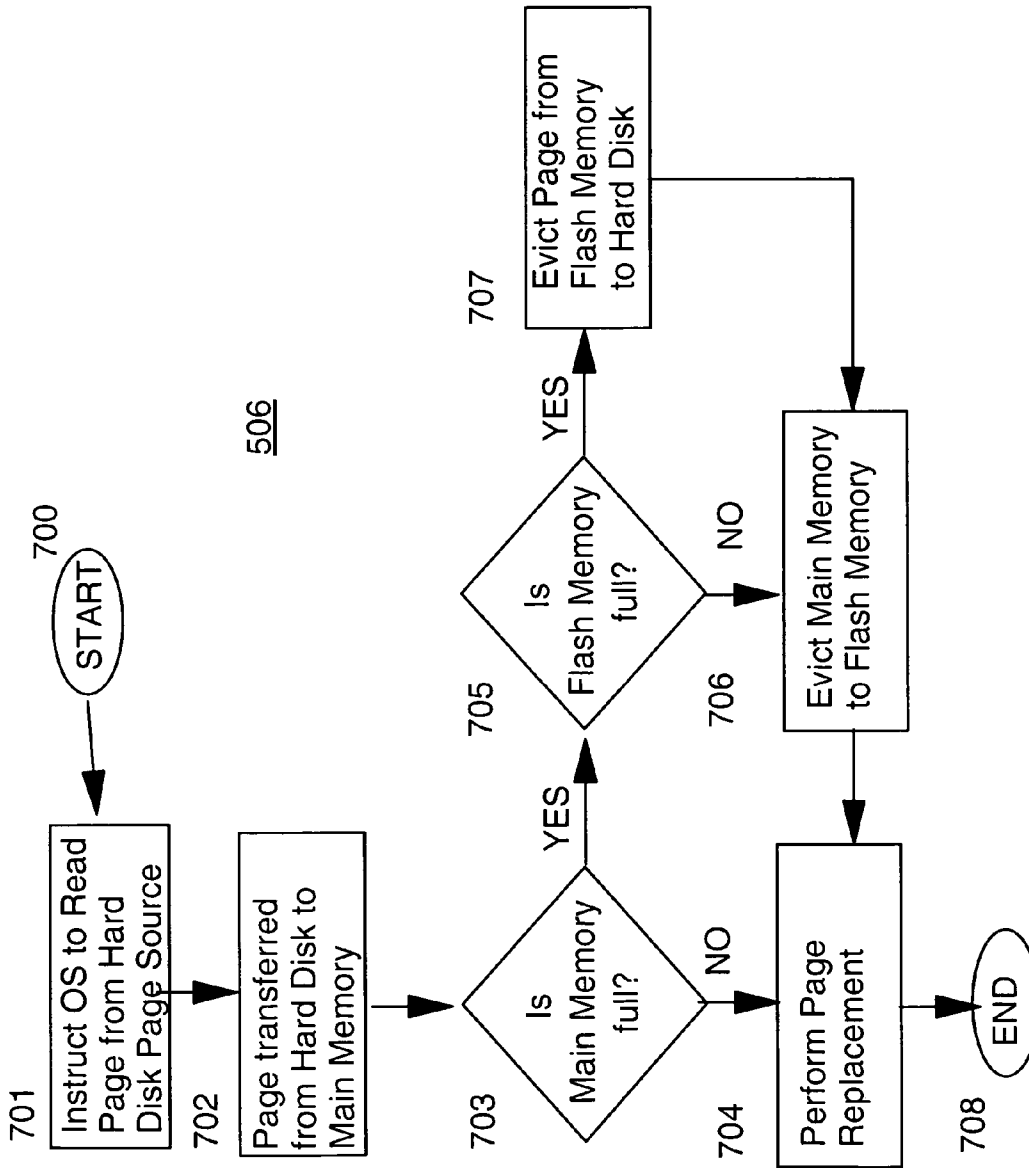 700
START
701
Instruct OS to Read
Page from Hard
Disk Page Source
506
702
Page transferred
from Hard Disk to
Main Memory
703
Is
Main Memory
full?
YES
NO
705
Is
Flash Memory
full?
YES
NO
707
Evict Page from
Flash Memory
to Hard Disk
704
Perform Page
Replacement
706
Evict Main Memory
to Flash Memory
708
END